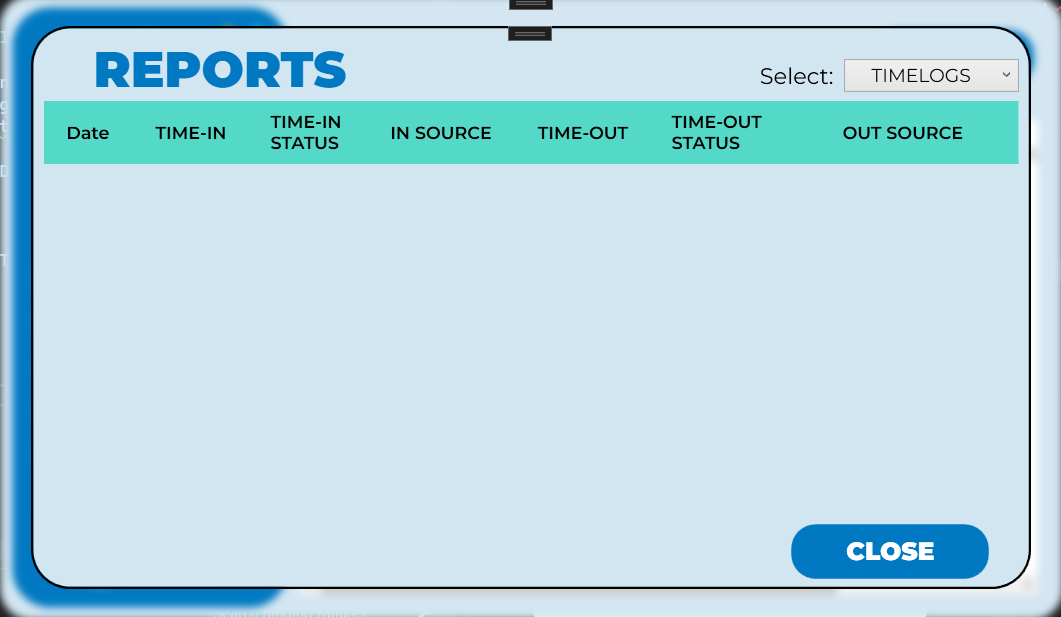 REPORTS
Select: TIMELOGS
Date TIME-IN TIME-IN STATUS IN SOURCE TIME-OUT TIME-OUT STATUS OUT SOURCE
CLOSE